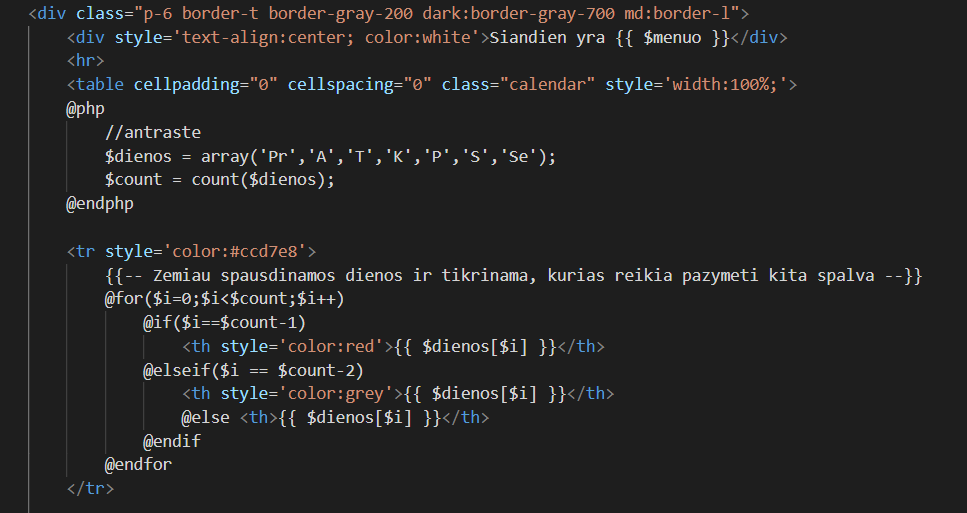 <div class="p-6 border-t border-gray-200 dark:border-gray-700 md:border-l">
<div style='text-align:center; color:white'>Siandien yra {{ $menuo }}</div>
<hr>
<table cellpadding="0" cellspacing="0" class="calendar" style='width:100%;'>
@php
//antraste
$dienos = array('Pr','A','T','K','P','S','Se');
$count = count($dienos);
@endphp
<tr style='color:#ccd7e8'>
{{-- Zemiau spausdinamos dienos ir tikrinama, kurias reikia pazymeti kita spalva --}}
@for($i=0;$i<$count;$i++)
@if($i==$count-1)
<th style='color:red'>{{ $dienos[$i] }}</th>
@elseif($i == $count-2)
<th style='color:grey'>{{ $dienos[$i] }}</th>
@else <th>{{ $dienos[$i] }}</th>
@endif
@endfor
</tr>